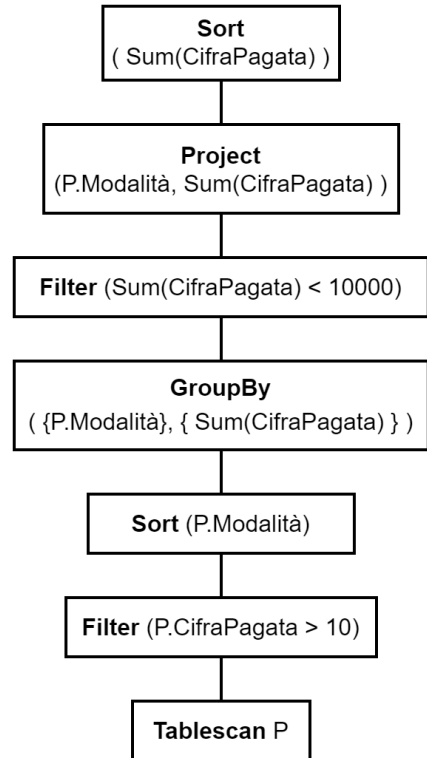 Sort
( Sum(CifraPagata) )
Project
(P.Modalità, Sum(CifraPagata) )
Filter (Sum(CifraPagata) < 10000)
GroupBy
( {P.Modalità}, { Sum(CifraPagata) } )
Sort (P.Modalità)
Filter (P.CifraPagata > 10)
Tablescan P